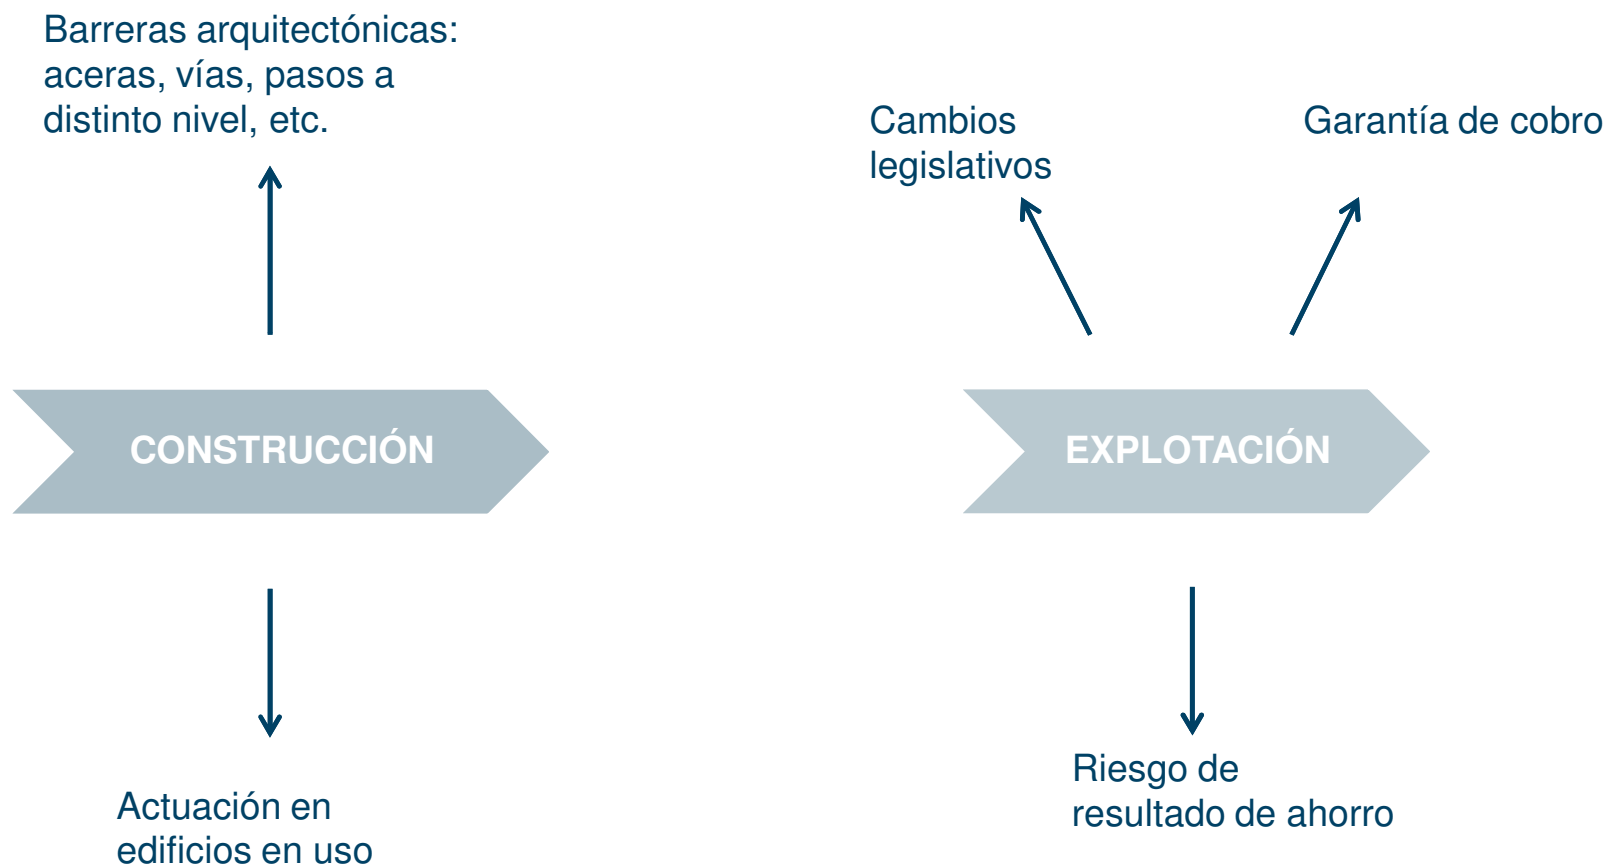 Barreras arquitectónicas:
aceras, vías, pasos a
distinto nivel, etc.
Cambios
legislativos
Garantía de cobro
CONSTRUCCIÓN
EXPLOTACIÓN
Actuación en
edificios en uso
Riesgo de
resultado de ahorro